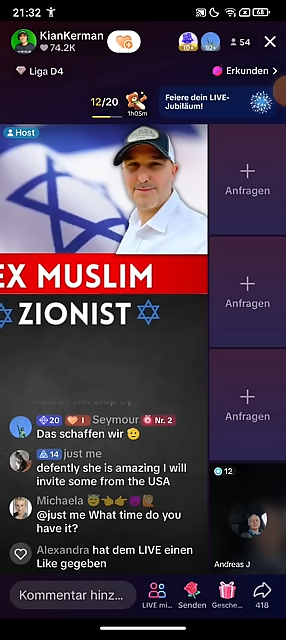 21:32
68
KianKerman
74.2K
10+
10+
54
Liga D4
Erkunden
12/20
1h05m
Feiere dein LIVE-
Jubiläum!
Host
EX MUSLIM
ZIONIST
Anfragen
Anfragen
Anfragen
20 I Seymour Nr. 2
Das schaffen wir
14 just me
defently she is amazing I will
invite some from the USA
Michaela
@just me What time do you
have it?
Alexandra hat dem LIVE einen
Like gegeben
12
Andreas J
Kommentar hinz...
LIVE mi...
Senden
Gesche...
418